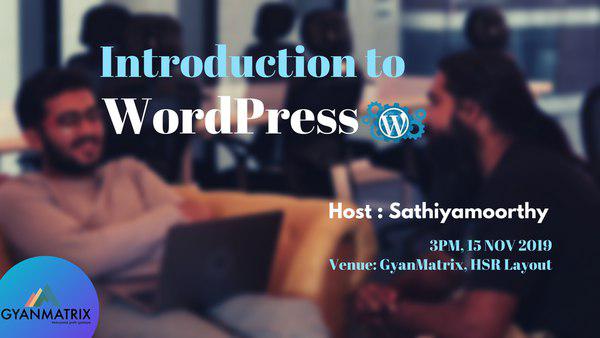 Introduction to
WordPress
W
Host : Sathiyamoorthy
3PM, 15 NOV 2019
Venue: GyanMatrix, HSR Layout
GYANMATRIX